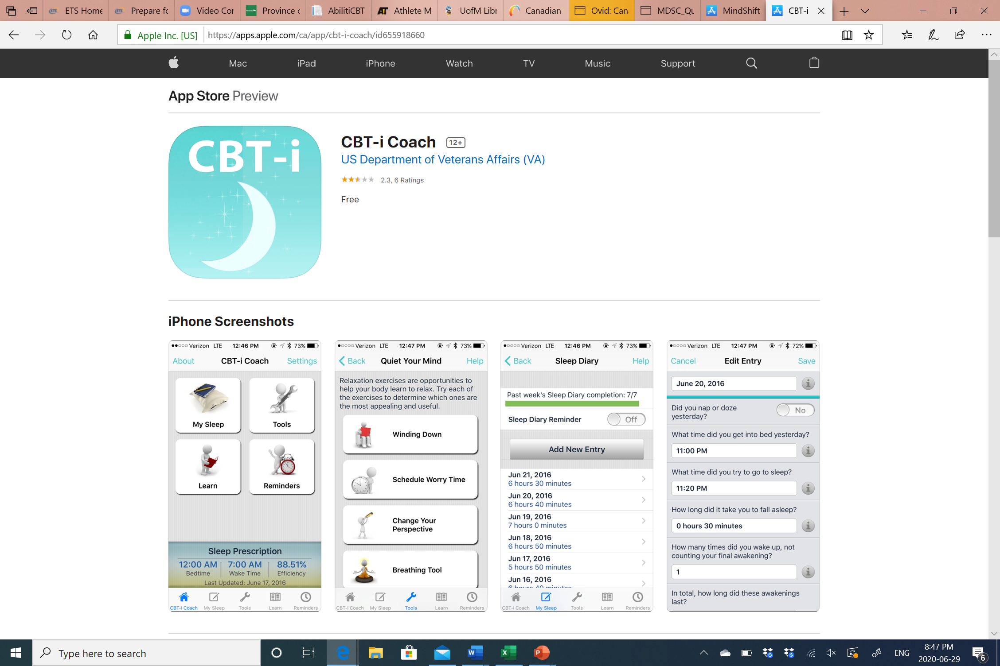 ETS Home
Prepare fo
Video Cor
Province o
AbilitiCBT
Athlete M
UofM Libr
Canadian
Ovid: Can
MDSC_Qu
MindShift
CBT-i
Apple Inc. [US]
https://apps.apple.com/ca/app/cbt-i-coach/id655918660
Mac
iPad
iPhone
Watch
TV
Music
Support
App Store Preview
CBT-i
CBT-i Coach 12+
US Department of Veterans Affairs (VA)
2.3, 6 Ratings
Free
iPhone Screenshots
Verizon LTE 12:46 PM 73%
About CBT-i Coach Settings
My Sleep
Tools
Learn
Reminders
Sleep Prescription
12:00 AM 7:00 AM 88.51%
Bedtime Wake Time Efficiency
Last Updated: June 17, 2016
CBT-i Coach My Sleep Tools Learn Reminders
Verizon LTE 12:47 PM 73%
Back Quiet Your Mind Help
Relaxation exercises are opportunities to
help your body learn to relax. Try each of
the exercises to determine which ones are
the most appealing and useful.
Winding Down
Schedule Worry Time
Change Your
Perspective
Breathing Tool
CBT-i Coach My Sleep Tools Learn Reminders
Verizon LTE 12:46 PM 73%
Back Sleep Diary Help
Past week's Sleep Diary completion: 7/7
Sleep Diary Reminder Off
Add New Entry
Jun 21, 2016
6 hours 30 minutes
Jun 20, 2016
6 hours 40 minutes
Jun 19, 2016
7 hours 0 minutes
Jun 18, 2016
6 hours 50 minutes
Jun 17, 2016
5 hours 50 minutes
Jun 16, 2016
6 hours 40 minutes
CBT-i Coach My Sleep Tools Learn Reminders
Verizon LTE 12:47 PM 72%
Cancel Edit Entry Save
June 20, 2016
Did you nap or doze
yesterday?
No
What time did you get into bed yesterday?
11:00 PM
What time did you try to go to sleep?
11:20 PM
How long did it take you to fall asleep?
0 hours 30 minutes
How many times did you wake up, not
counting your final awakening?
1
In total, how long did these awakenings
last?
Type here to search
ENG
8:47 PM
2020-06-29
6